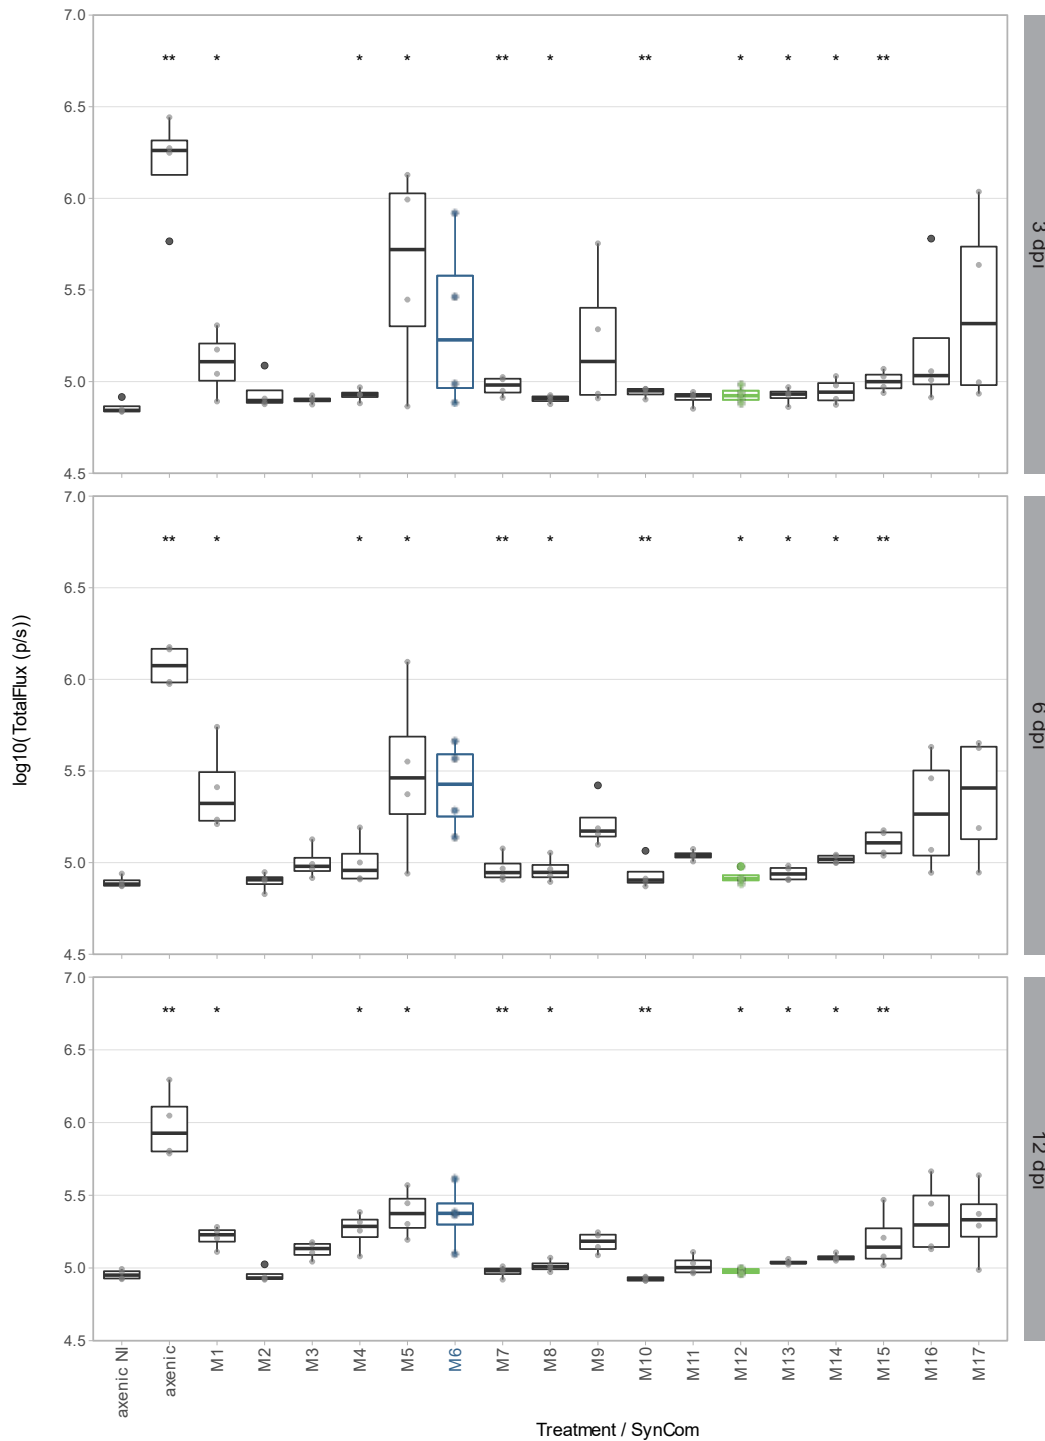 7.0
** * * * ** * ** * * * **
6.5
6.0
5.5
5.0
4.5
3 dpi
7.0
** * * * ** * ** * * * **
6.5
6.0
5.5
5.0
4.5
6 dpi
log10(TotalFlux (p/s))
7.0
** * * * ** * ** * * * **
6.5
6.0
5.5
5.0
4.5
12 dpi
axenic NI axenic M1 M2 M3 M4 M5 M6 M7 M8 M9 M10 M11 M12 M13 M14 M15 M16 M17
Treatment / SynCom